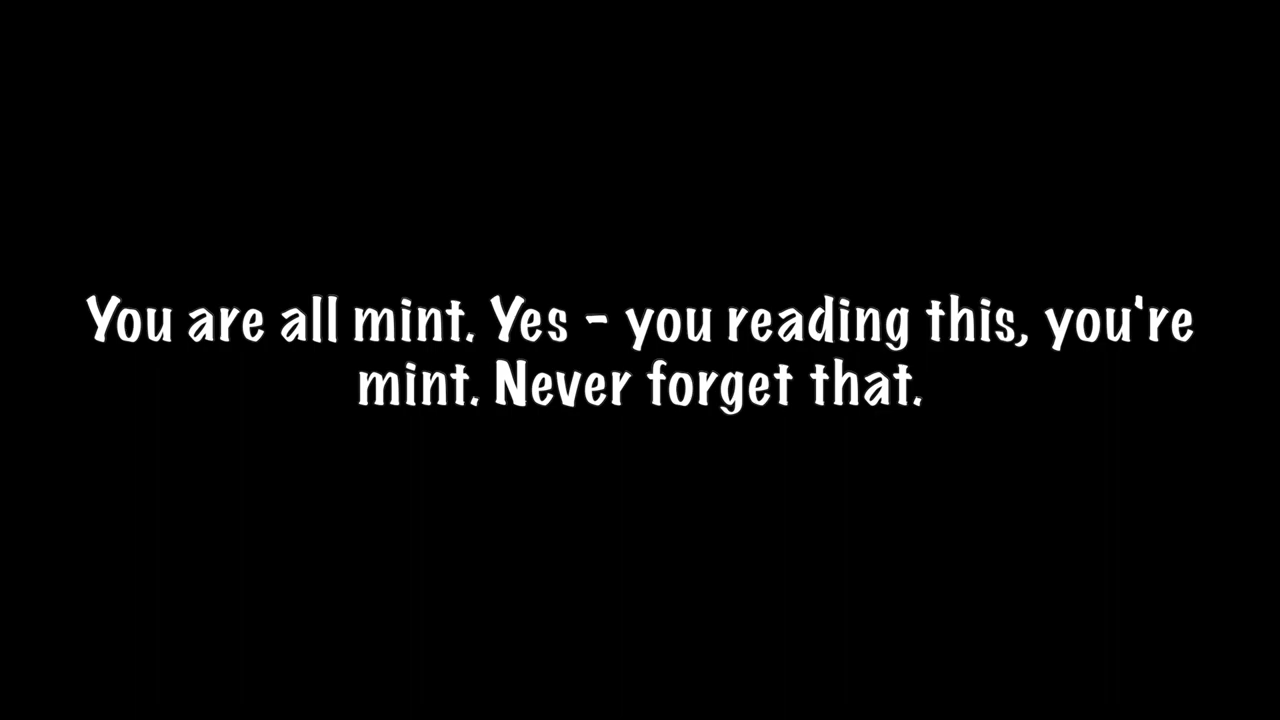 You are all mint. Yes - you reading this, you're
mint. Never forget that.